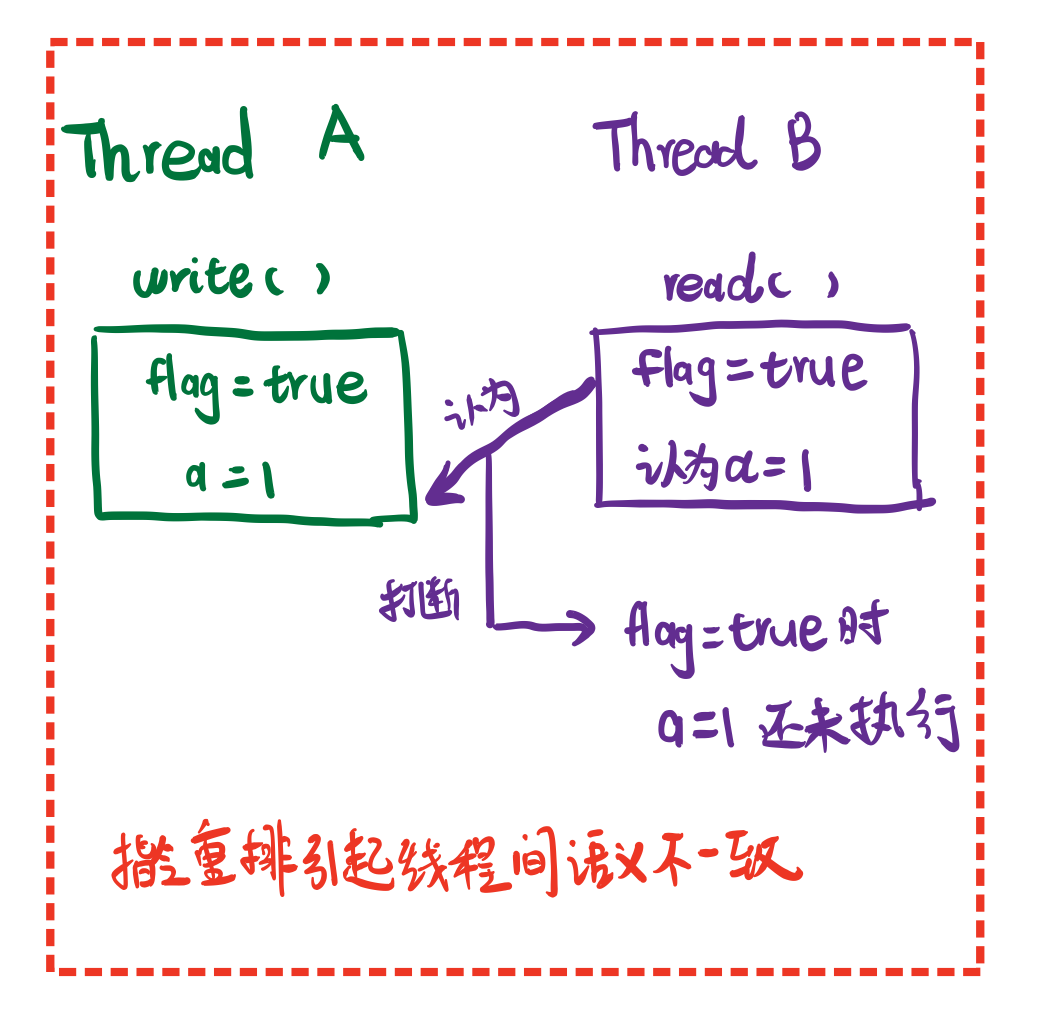 Thread A
Thread B
write()
flag=true
a=1
read()
flag=true
认为a=1
认为
打断
flag=true时
a=1 还未执行
指令重排引起线程间语义不一致